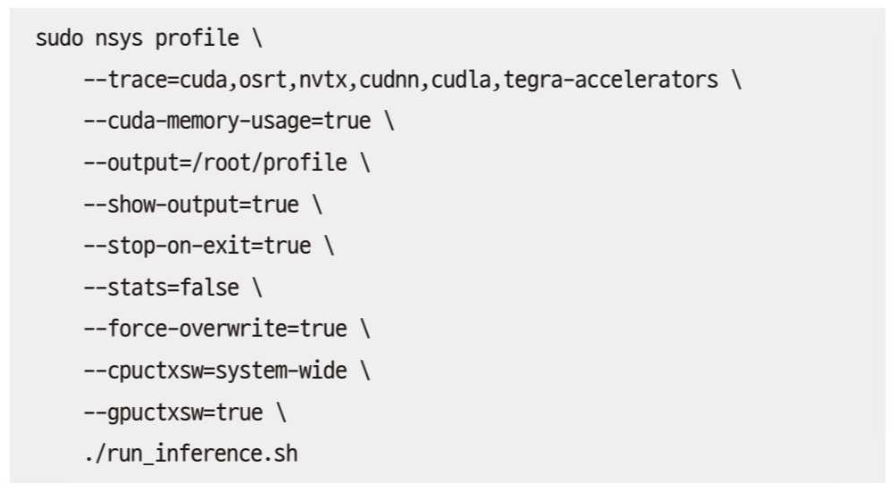 sudo nsys profile \
--trace=cuda,osrt,nvtx,cudnn,cudla,tegra-accelerators \
--cuda-memory-usage=true \
--output=/root/profile \
--show-output=true \
--stop-on-exit=true \
--stats=false \
--force-overwrite=true \
--cpuctxsw=system-wide \
--gpuctxsw=true \
./run_inference.sh